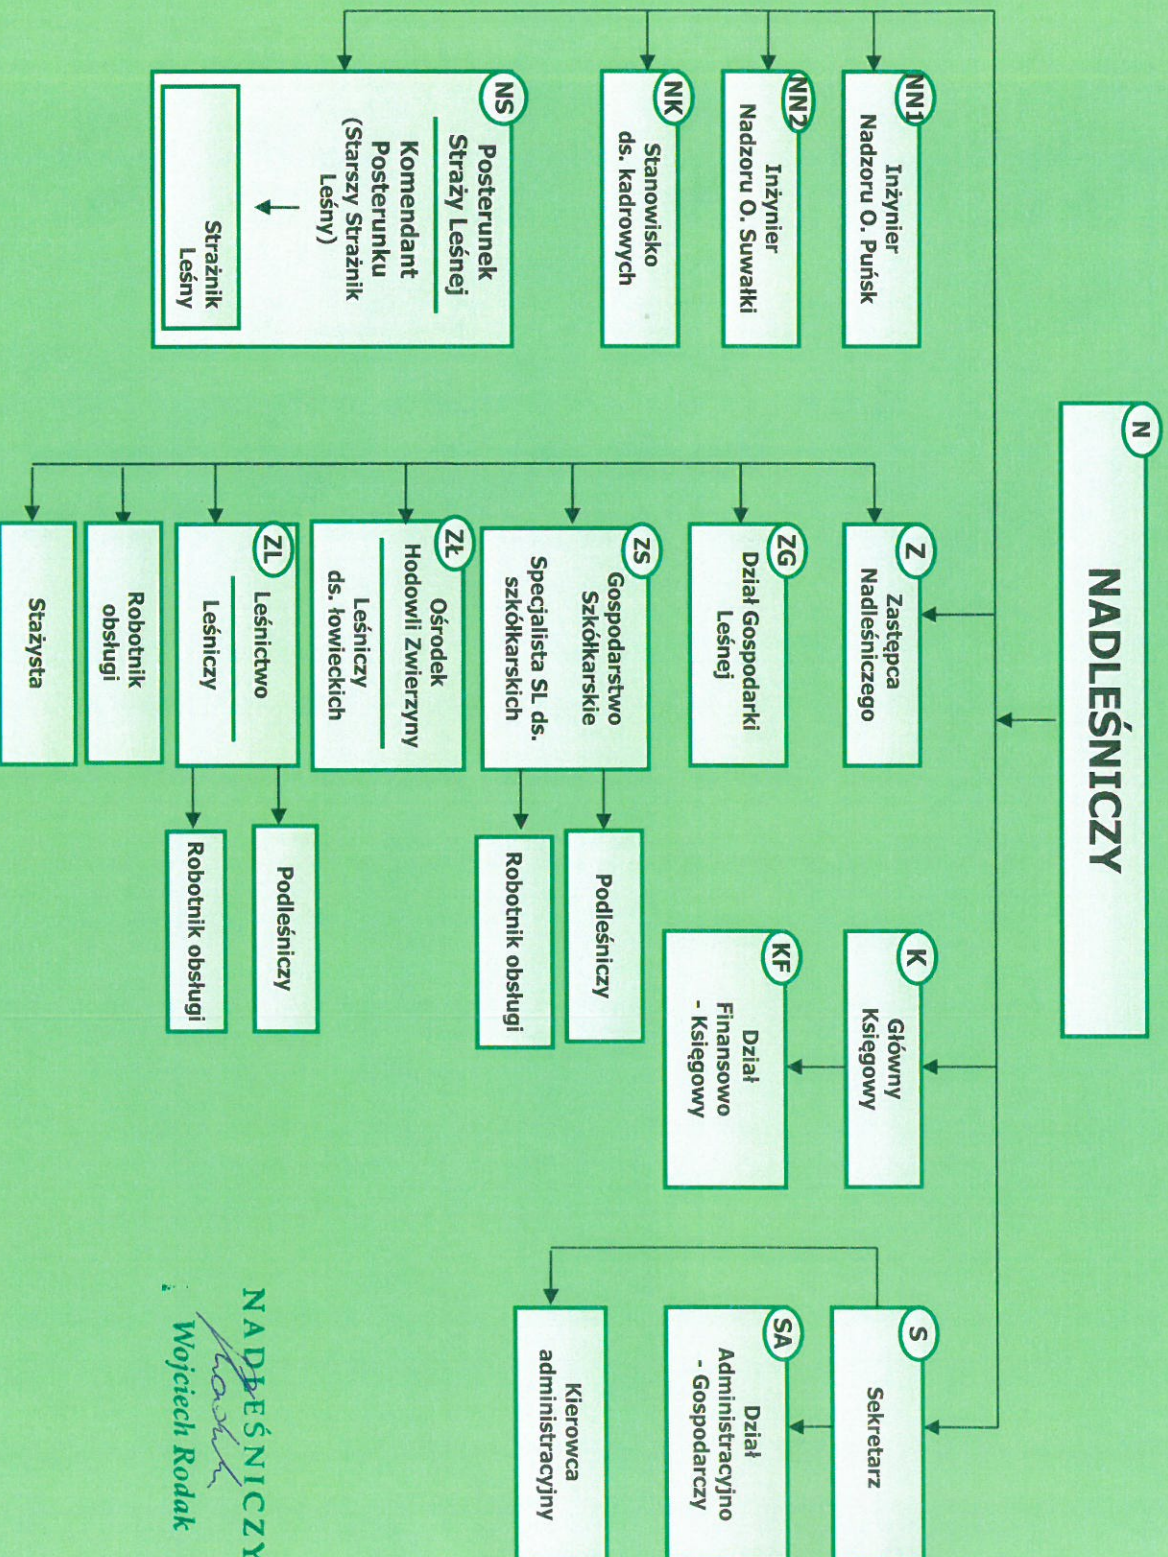 N
NADLEŚNICZY
NN1
Inżynier
Nadzoru O. Puńsk
NN2
Inżynier
Nadzoru O. Suwałki
NK
Stanowisko
ds. kadrowych
NS
Posterunek
Straży Leśnej
Komendant
Posterunku
(Starszy Strażnik
Leśny)
Strażnik
Leśny
Z
Zastępca
Nadleśniczego
ZG
Dział Gospodarki
Leśnej
ZS
Gospodarstwo
Szkółkarskie
Specjalista SL ds.
szkółkarskich
Podleśniczy
Robotnik obsługi
ZŁ
Ośrodek
Hodowli Zwierzyny
Leśniczy
ds. łowieckich
ZL
Leśnictwo
Leśniczy
Podleśniczy
Robotnik obsługi
Robotnik
obsługi
Stażysta
K
Główny
Księgowy
KF
Dział
Finansowo
- Księgowy
S
Sekretarz
SA
Dział
Administracyjno
- Gospodarczy
Kierowca
administracyjny
NADLEŚNICZY
Wojciech Rodak